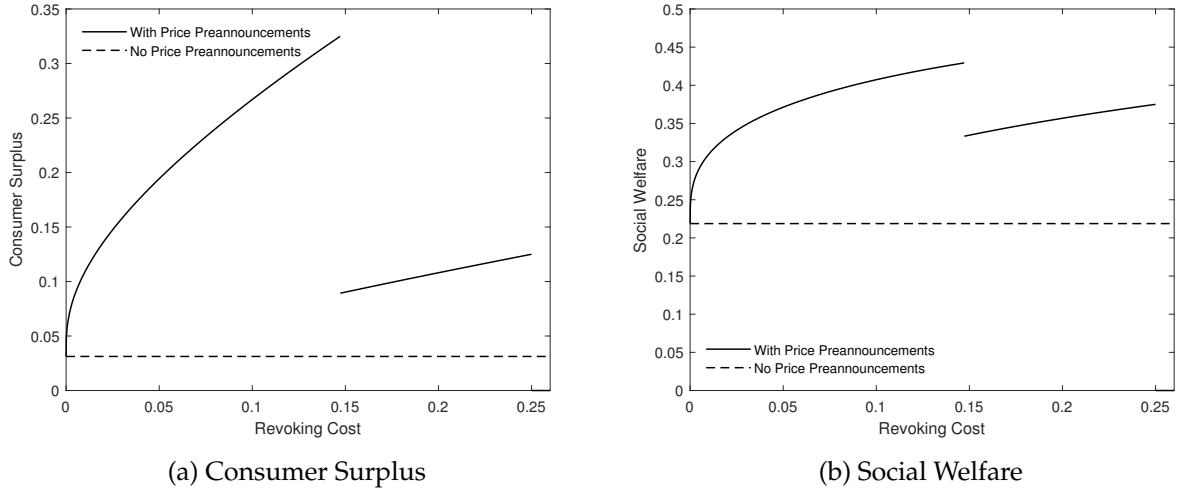 0.35
0.3
0.25
0.2
0.15
0.1
0.05
0
Consumer Surplus
With Price Preannouncements
No Price Preannouncements
0 0.05 0.1 0.15 0.2 0.25
Revoking Cost
(a) Consumer Surplus
0.5
0.45
0.4
0.35
0.3
0.25
0.2
0.15
0.1
0.05
0
Social Welfare
With Price Preannouncements
No Price Preannouncements
0 0.05 0.1 0.15 0.2 0.25
Revoking Cost
(b) Social Welfare